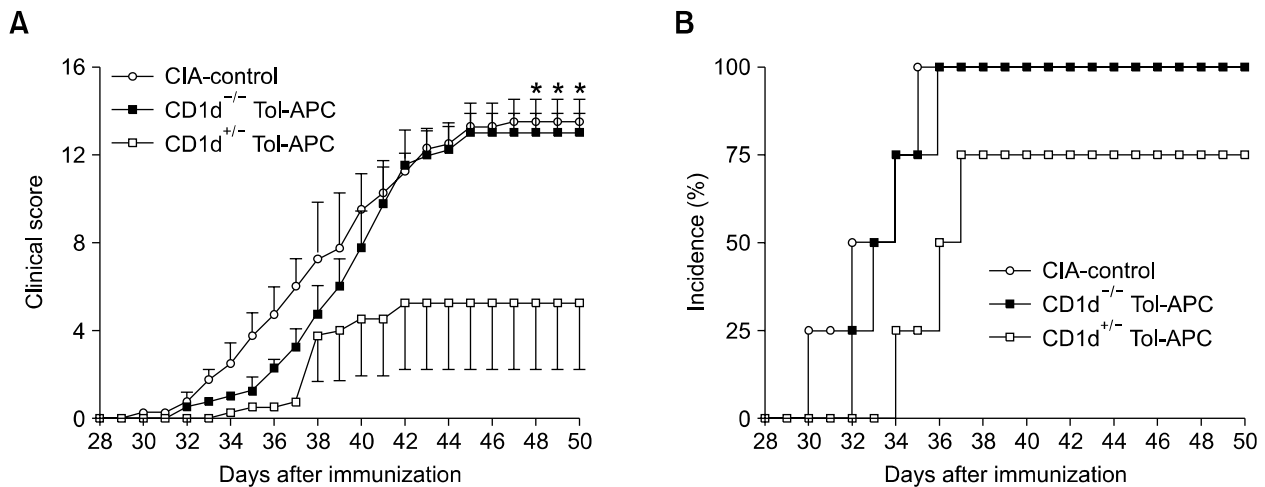 A
Clinical score
16
12
8
4
0
CIA-control
CD1d−/− Tol-APC
CD1d+/− Tol-APC
* * *
28 30 32 34 36 38 40 42 44 46 48 50
Days after immunization
B
Incidence (%)
100
75
50
25
0
CIA-control
CD1d−/− Tol-APC
CD1d+/− Tol-APC
28 30 32 34 36 38 40 42 44 46 48 50
Days after immunization